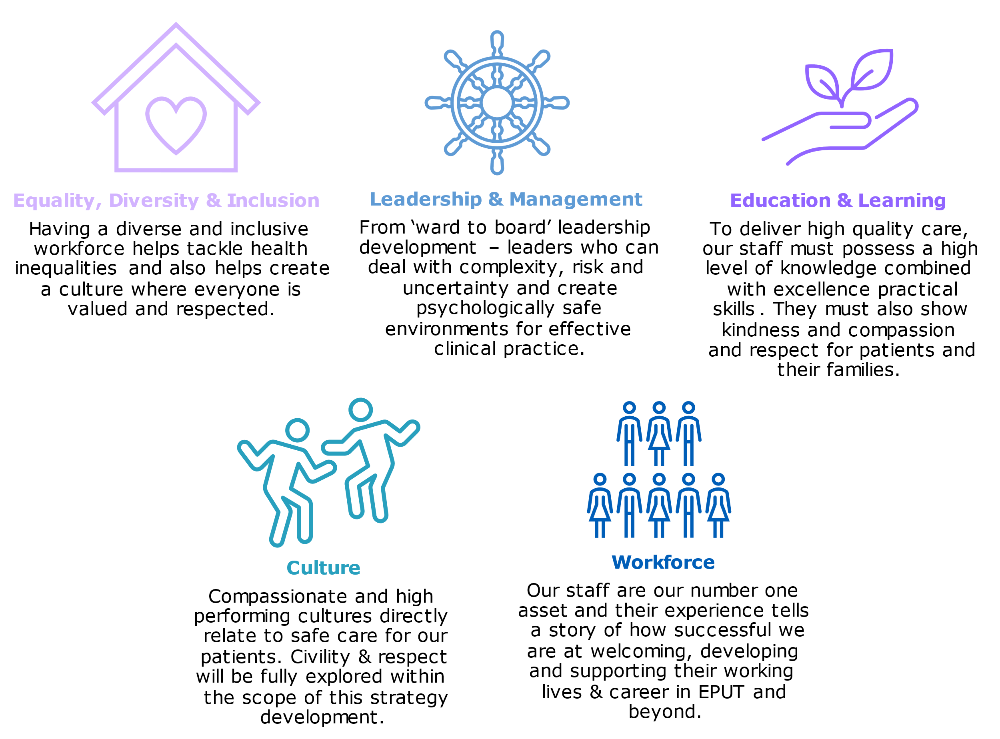 Equality, Diversity & Inclusion
Having a diverse and inclusive
workforce helps tackle health
inequalities and also helps create
a culture where everyone is
valued and respected.
Leadership & Management
From ‘ward to board’ leadership
development – leaders who can
deal with complexity, risk and
uncertainty and create
psychologically safe
environments for effective
clinical practice.
Education & Learning
To deliver high quality care,
our staff must possess a high
level of knowledge combined
with excellence practical
skills . They must also show
kindness and compassion
and respect for patients and
their families.
Culture
Compassionate and high
performing cultures directly
relate to safe care for our
patients. Civility & respect
will be fully explored within
the scope of this strategy
development.
Workforce
Our staff are our number one
asset and their experience tells
a story of how successful we
are at welcoming, developing
and supporting their working
lives & career in EPUT and
beyond.